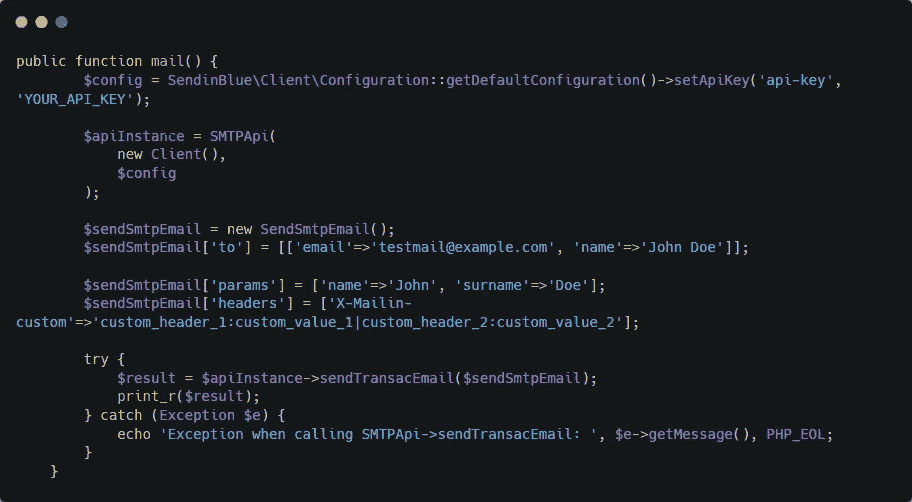 public function mail() {
        $config = SendinBlue\Client\Configuration::getDefaultConfiguration()->setApiKey('api-key',
'YOUR_API_KEY');

        $apiInstance = SMTPApi(
            new Client(),
            $config
        );

        $sendSmtpEmail = new SendSmtpEmail();
        $sendSmtpEmail['to'] = [['email'=>'testmail@example.com', 'name'=>'John Doe']];

        $sendSmtpEmail['params'] = ['name'=>'John', 'surname'=>'Doe'];
        $sendSmtpEmail['headers'] = ['X-Mailin-
custom'=>'custom_header_1:custom_value_1|custom_header_2:custom_value_2'];

        try {
            $result = $apiInstance->sendTransacEmail($sendSmtpEmail);
            print_r($result);
        } catch (Exception $e) {
            echo 'Exception when calling SMTPApi->sendTransacEmail: ', $e->getMessage(), PHP_EOL;
        }
    }